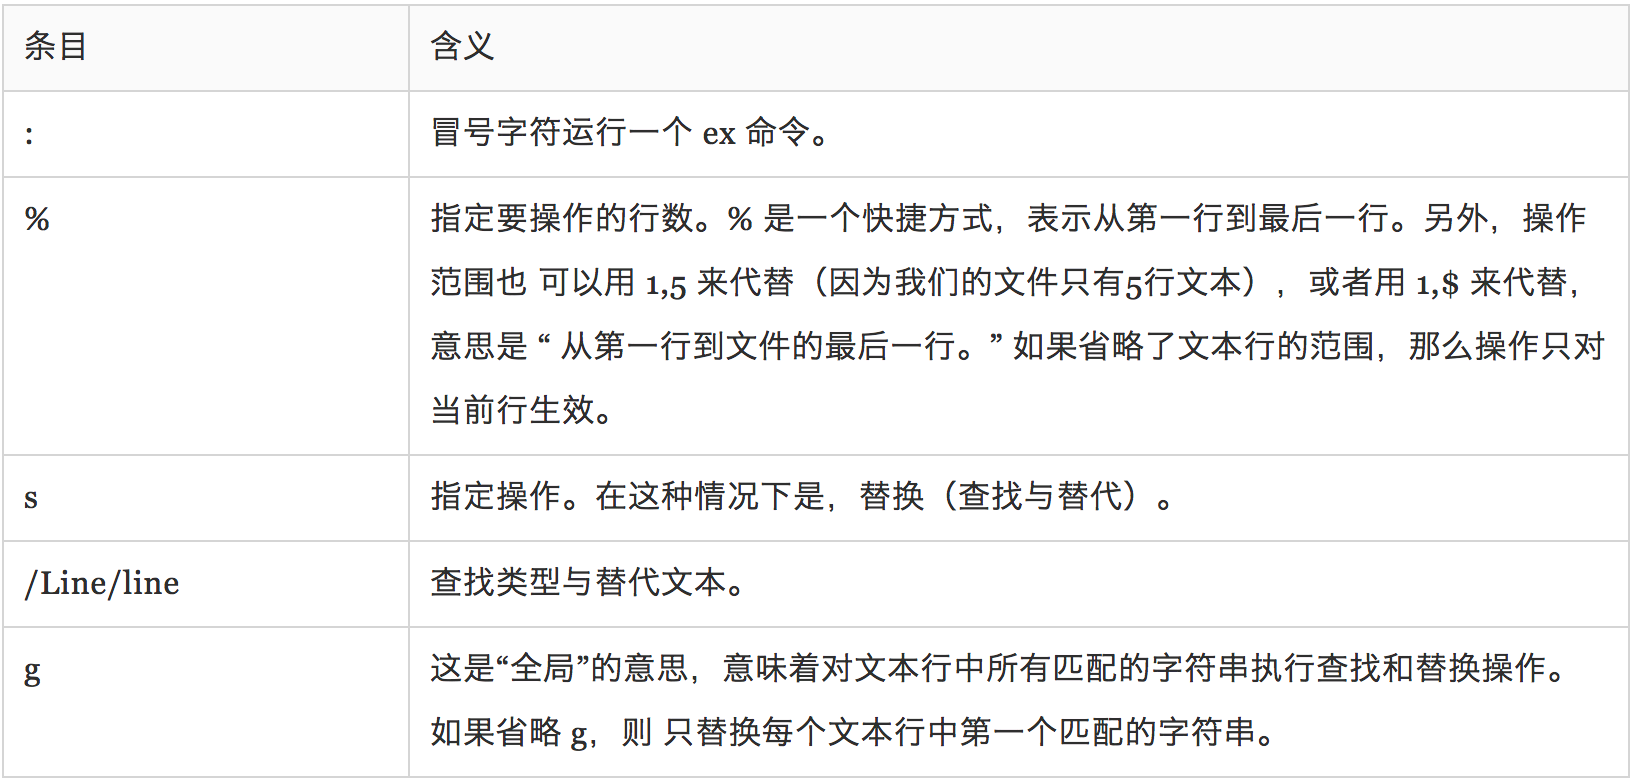 条目
含义
:
冒号字符运行一个 ex 命令。
%
指定要操作的行数。% 是一个快捷方式，表示从第一行到最后一行。另外，操作
范围也 可以用 1,5 来代替（因为我们的文件只有5行文本），或者用 1,$ 来代替，
意思是 “ 从第一行到文件的最后一行。” 如果省略了文本行的范围，那么操作只对
当前行生效。
s
指定操作。在这种情况下是，替换（查找与替代）。
/Line/line
查找类型与替代文本。
g
这是“全局”的意思，意味着对文本行中所有匹配的字符串执行查找和替换操作。
如果省略 g，则 只替换每个文本行中第一个匹配的字符串。